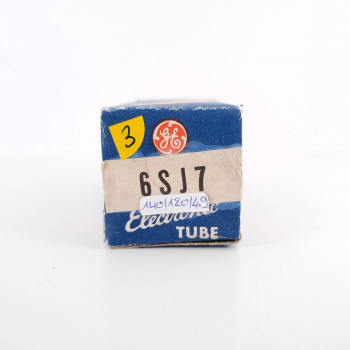 3
GE
6SJ7
140/120/49
Electronic
TUBE